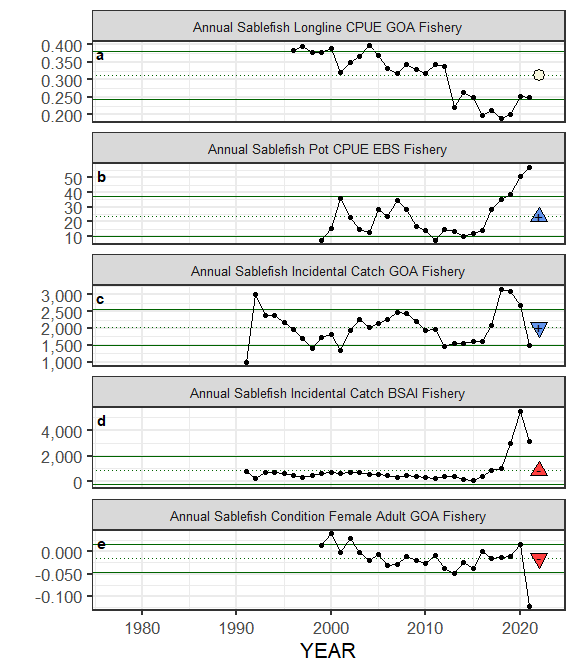 Annual Sablefish Longline CPUE GOA Fishery
a
0.400
0.350
0.300
0.250
0.200
Annual Sablefish Pot CPUE EBS Fishery
b
50
40
30
20
10
+
Annual Sablefish Incidental Catch GOA Fishery
c
3,000
2,500
2,000
1,500
1,000
+
Annual Sablefish Incidental Catch BSAI Fishery
d
4,000
2,000
0
-
Annual Sablefish Condition Female Adult GOA Fishery
e
0.000
-0.050
-0.100
-
1980 1990 2000 2010 2020
YEAR